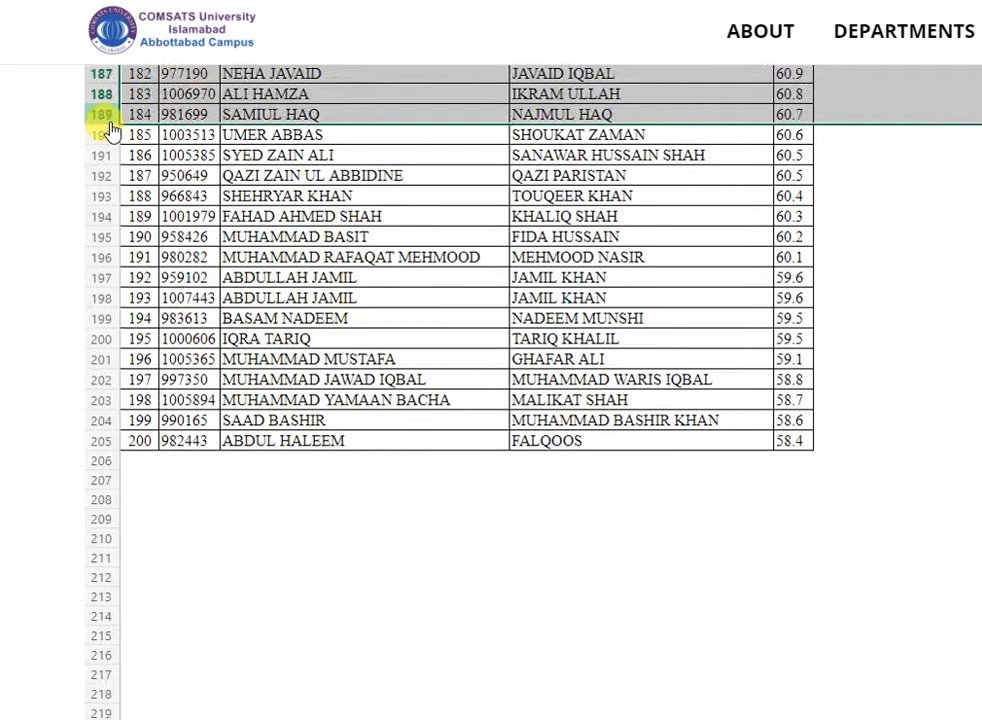 COMSATS University
Islamabad
Abbottabad Campus
ABOUT DEPARTMENTS
187 182 977190 NEHA JAVAID JAVAID IQBAL 60.9
188 183 1006970 ALI HAMZA IKRAM ULLAH 60.8
189 184 981699 SAMIUL HAQ NAJMUL HAQ 60.7
185 1003513 UMER ABBAS SHOUKAT ZAMAN 60.6
191 186 1005385 SYED ZAIN ALI SANAWAR HUSSAIN SHAH 60.5
192 187 950649 QAZI ZAIN UL ABBIDINE QAZI PARISTAN 60.5
193 188 966843 SHEHRYAR KHAN TOUQEER KHAN 60.4
194 189 1001979 FAHAD AHMED SHAH KHALIQ SHAH 60.3
195 190 958426 MUHAMMAD BASIT FIDA HUSSAIN 60.2
196 191 980282 MUHAMMAD RAFAQAT MEHMOOD MEHMOOD NASIR 60.1
197 192 959102 ABDULLAH JAMIL JAMIL KHAN 59.6
198 193 1007443 ABDULLAH JAMIL JAMIL KHAN 59.6
199 194 983613 BASAM NADEEM NADEEM MUNSHI 59.5
200 195 1000606 IQRA TARIQ TARIQ KHALIL 59.5
201 196 1005365 MUHAMMAD MUSTAFA GHAFAR ALI 59.1
202 197 997350 MUHAMMAD JAWAD IQBAL MUHAMMAD WARIS IQBAL 58.8
203 198 1005894 MUHAMMAD YAMAAN BACHA MALIKAT SHAH 58.7
204 199 990165 SAAD BASHIR MUHAMMAD BASHIR KHAN 58.6
205 200 982443 ABDUL HALEEM FALQOOS 58.4
206
207
208
209
210
211
212
213
214
215
216
217
218
219